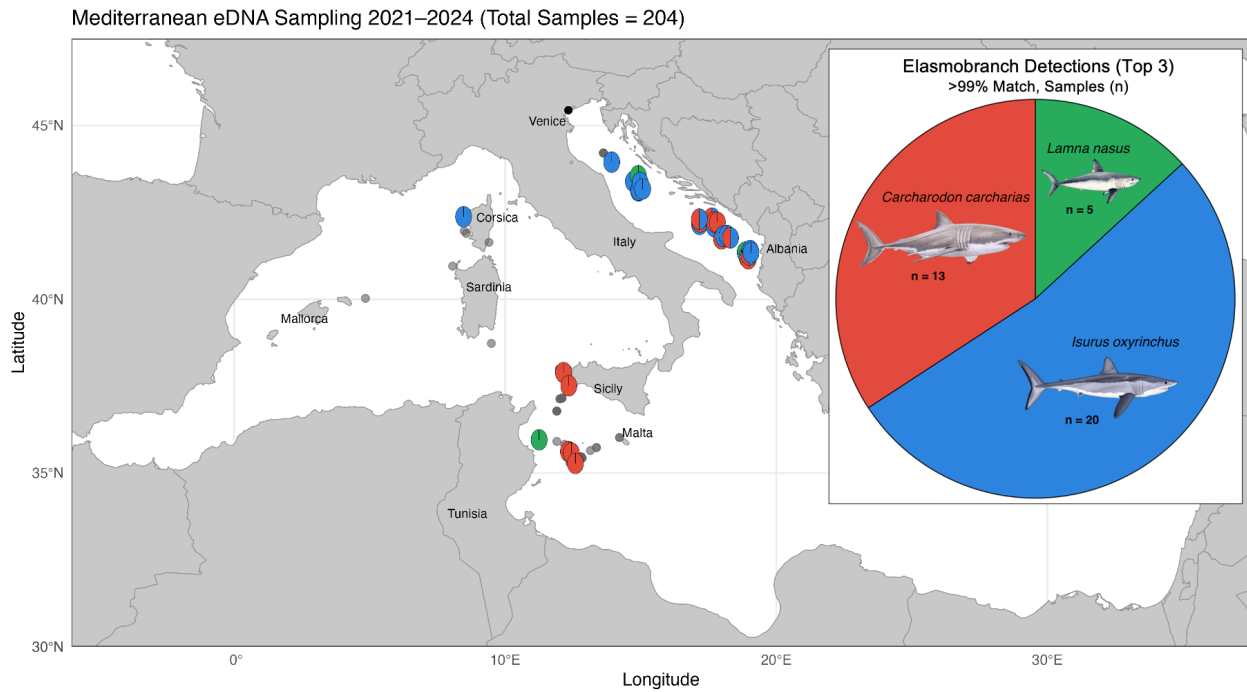 Mediterranean eDNA Sampling 2021–2024 (Total Samples = 204)
Elasmobranch Detections (Top 3)
>99% Match, Samples (n)
Lamna nasus
n = 5
Carcharodon carcharias
n = 13
Isurus oxyrinchus
n = 20
Venice
Corsica
Italy
Albania
Sardinia
Mallorca
Sicily
Malta
Tunisia
45°N
40°N
35°N
30°N
Latitude
0°
10°E
20°E
30°E
Longitude